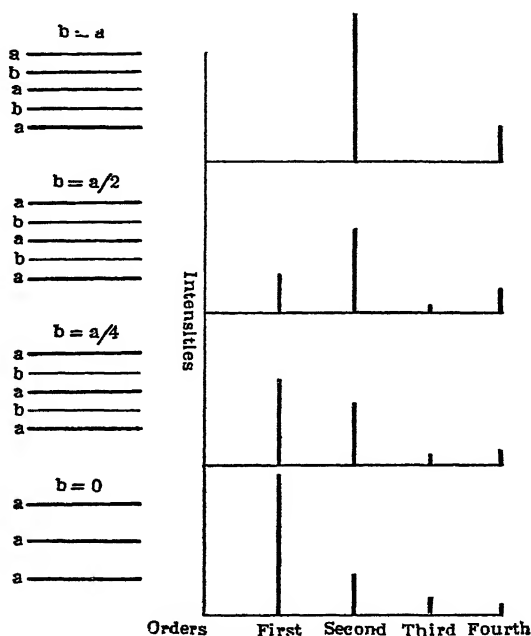 b = a
a
b
a
b
a
b = a/2
a
b
a
b
a
Intensities
b = a/4
a
b
a
b
a
b = 0
a
a
a
Orders First Second Third Fourth